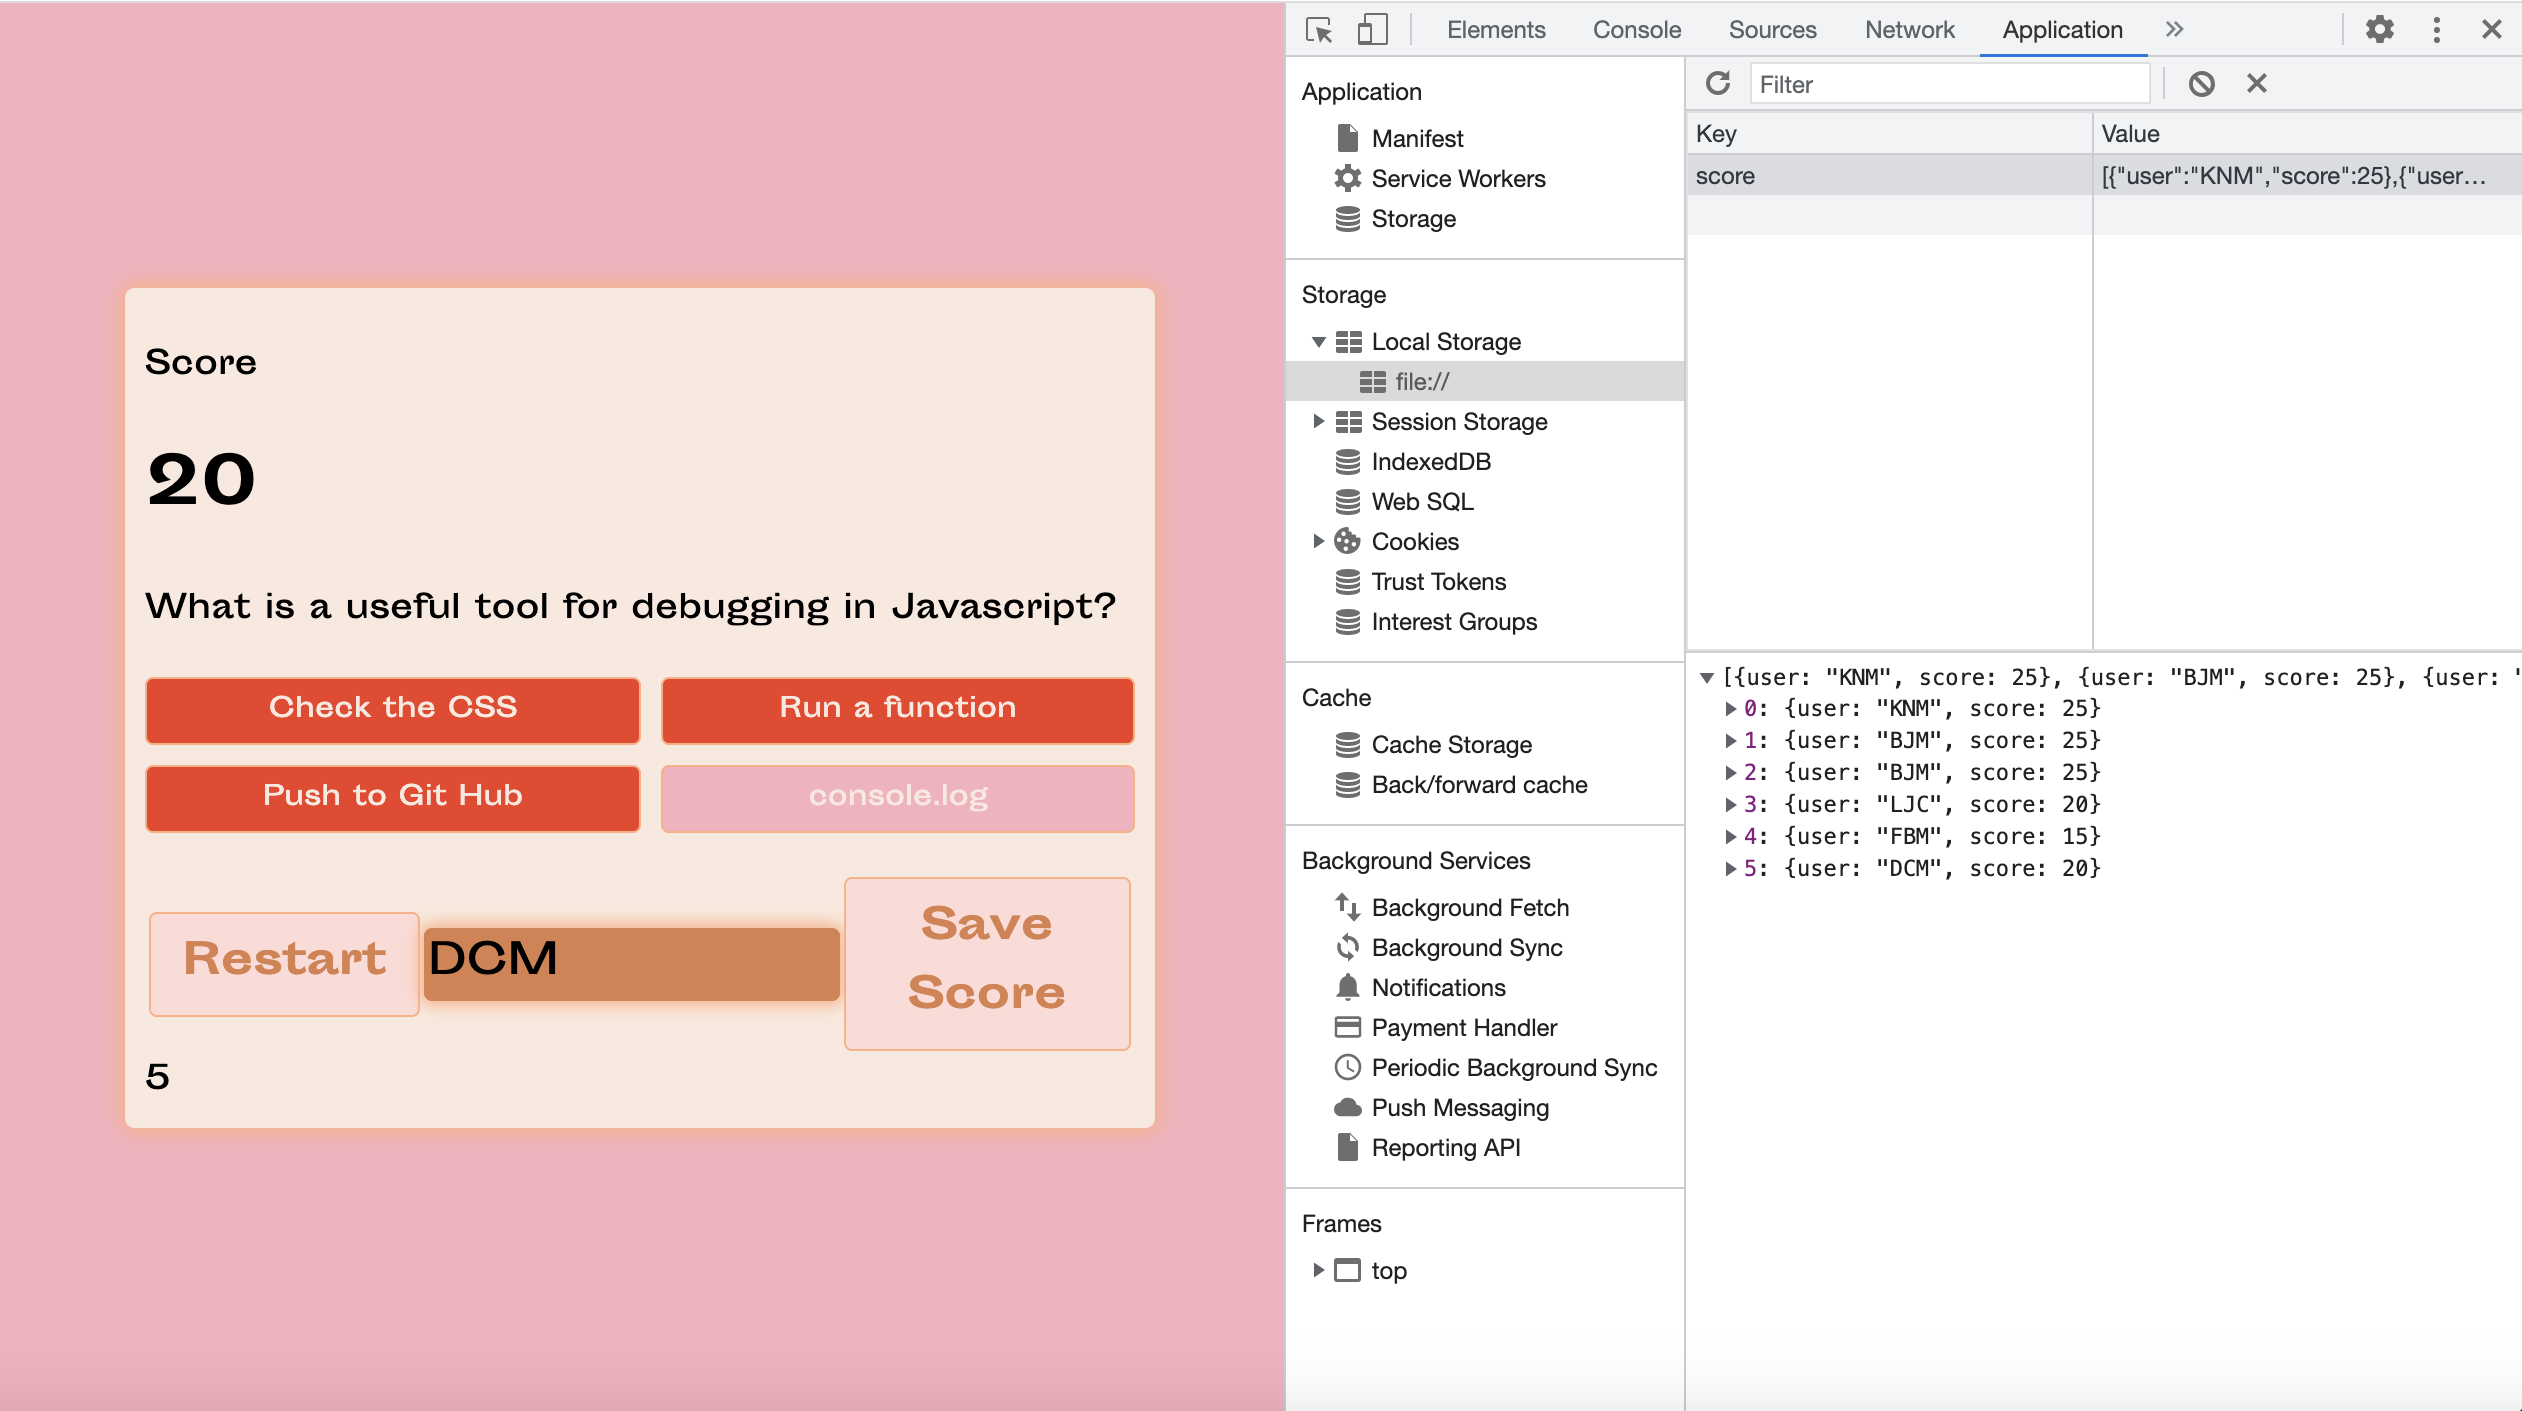 Score
20
What is a useful tool for debugging in Javascript?
Check the CSS
Run a function
Push to Git Hub
console.log
Restart
DCM
Save
Score
5
Elements Console Sources Network Application
Application
Manifest
Service Workers
Storage
Storage
Local Storage
file://
Session Storage
IndexedDB
Web SQL
Cookies
Trust Tokens
Interest Groups
Cache
Cache Storage
Back/forward cache
Background Services
Background Fetch
Background Sync
Notifications
Payment Handler
Periodic Background Sync
Push Messaging
Reporting API
Frames
top
Filter
Key Value
score [{"user":"KNM","score":25},{"user…
[{user: "KNM", score: 25}, {user: "BJM", score: 25}, {user: "
0: {user: "KNM", score: 25}
1: {user: "BJM", score: 25}
2: {user: "BJM", score: 25}
3: {user: "LJC", score: 20}
4: {user: "FBM", score: 15}
5: {user: "DCM", score: 20}